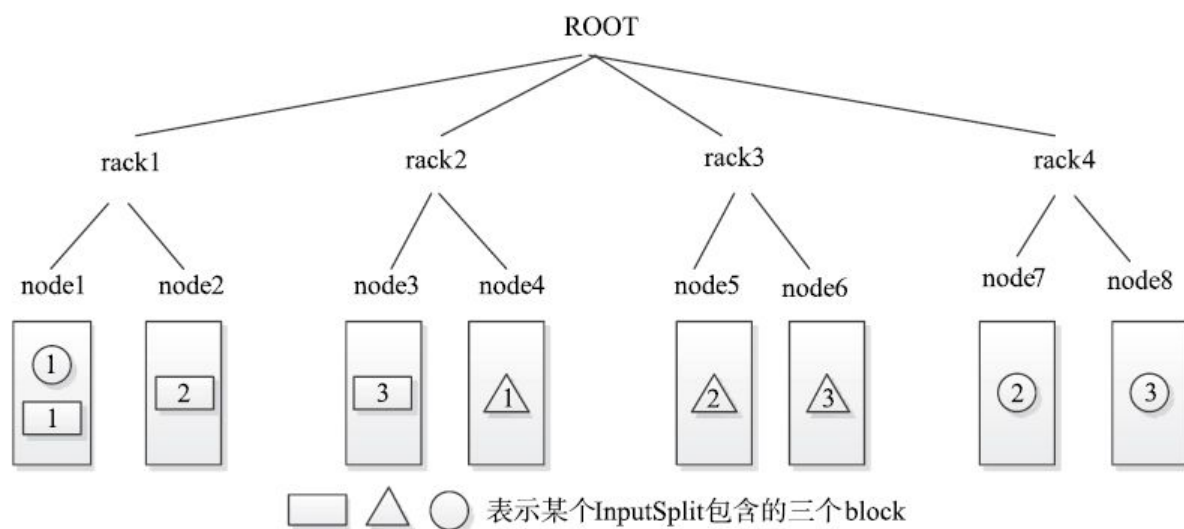 ROOT
rack1 rack2 rack3 rack4
node1 node2 node3 node4 node5 node6 node7 node8
1 2 3 1 2 3 2 3
1
表示某个InputSplit包含的三个block